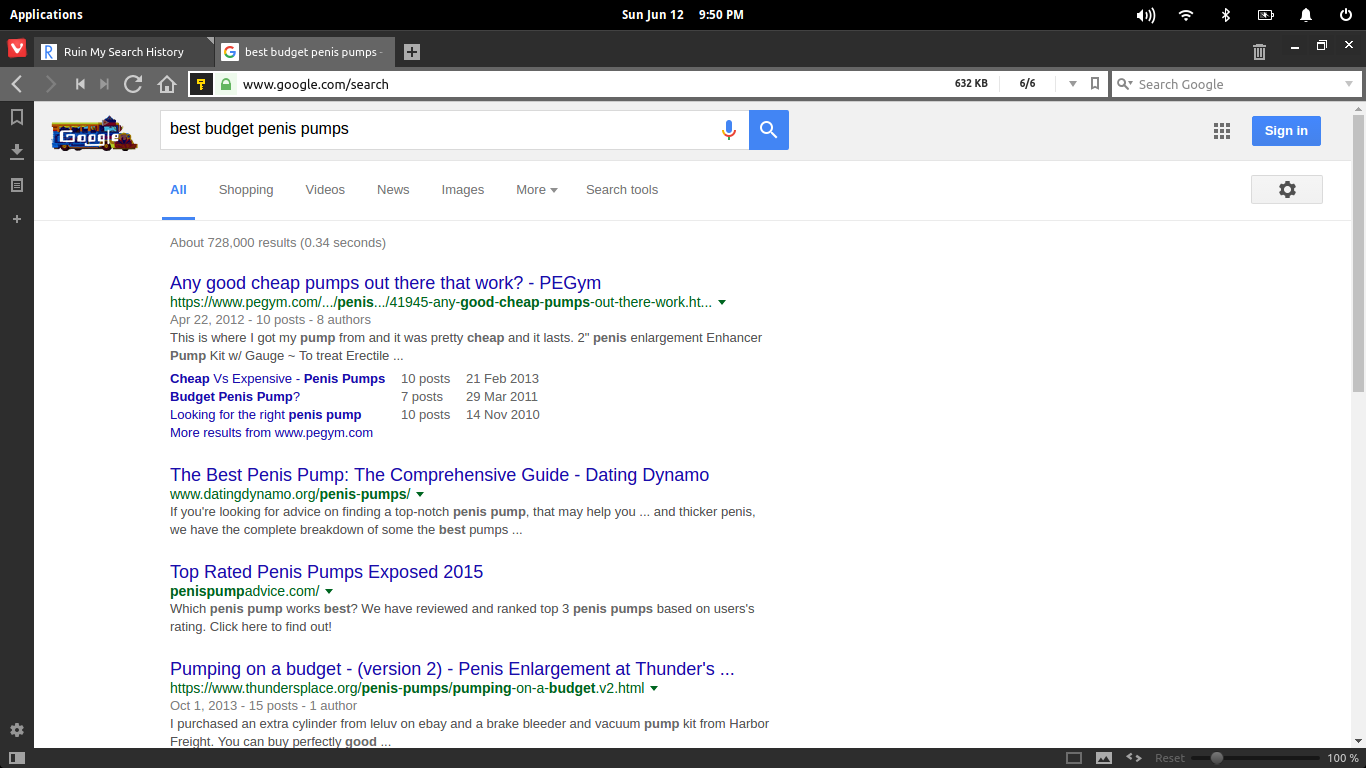 Applications
Sun Jun 12 9:50 PM
Ruin My Search History
best budget penis pumps -
www.google.com/search
632 KB
6/6
Search Google
Google
best budget penis pumps
Sign in
All Shopping Videos News Images More Search tools
About 728,000 results (0.34 seconds)
Any good cheap pumps out there that work? - PEGym
https://www.pegym.com/.../penis.../41945-any-good-cheap-pumps-out-there-work.ht...
Apr 22, 2012 - 10 posts - 8 authors
This is where I got my pump from and it was pretty cheap and it lasts. 2" penis enlargement Enhancer
Pump Kit w/ Gauge ~ To treat Erectile ...
Cheap Vs Expensive - Penis Pumps 10 posts 21 Feb 2013
Budget Penis Pump? 7 posts 29 Mar 2011
Looking for the right penis pump 10 posts 14 Nov 2010
More results from www.pegym.com
The Best Penis Pump: The Comprehensive Guide - Dating Dynamo
www.datingdynamo.org/penis-pumps/
If you're looking for advice on finding a top-notch penis pump, that may help you ... and thicker penis,
we have the complete breakdown of some the best pumps ...
Top Rated Penis Pumps Exposed 2015
penispumpadvice.com/
Which penis pump works best? We have reviewed and ranked top 3 penis pumps based on users's
rating. Click here to find out!
Pumping on a budget - (version 2) - Penis Enlargement at Thunder's ...
https://www.thundersplace.org/penis-pumps/pumping-on-a-budget.v2.html
Oct 1, 2013 - 15 posts - 1 author
I purchased an extra cylinder from leluv on ebay and a brake bleeder and vacuum pump kit from Harbor
Freight. You can buy perfectly good ...
Reset 100 %